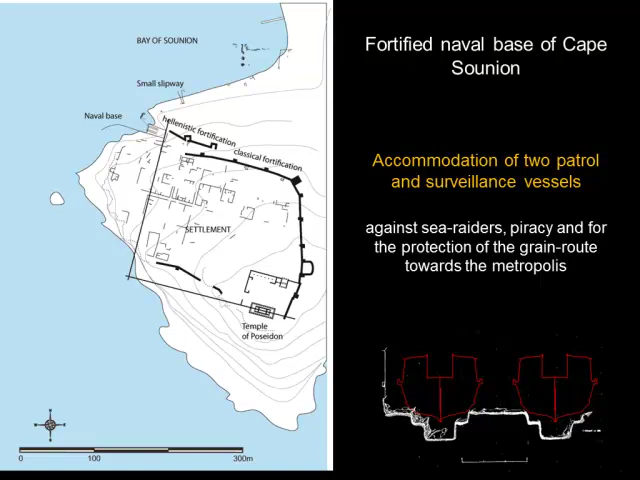 BAY OF SOUNION
Small slipway
Naval base
hellenistic fortification
classical fortification
SETTLEMENT
Temple
of Poseidon
0 100 300m
Fortified naval base of Cape
Sounion
Accommodation of two patrol
and surveillance vessels
against sea-raiders, piracy and for
the protection of the grain-route
towards the metropolis